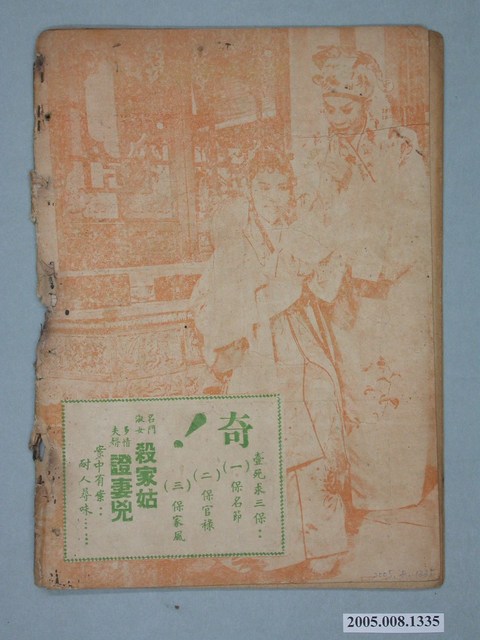 奇！
壹死表三保：
(一)保名節
(二)保官祿
(三)保家風
名門淑女殺家姑
多情夫婿證妻兇
案中有案：
耐人尋味……
2005.008.1335